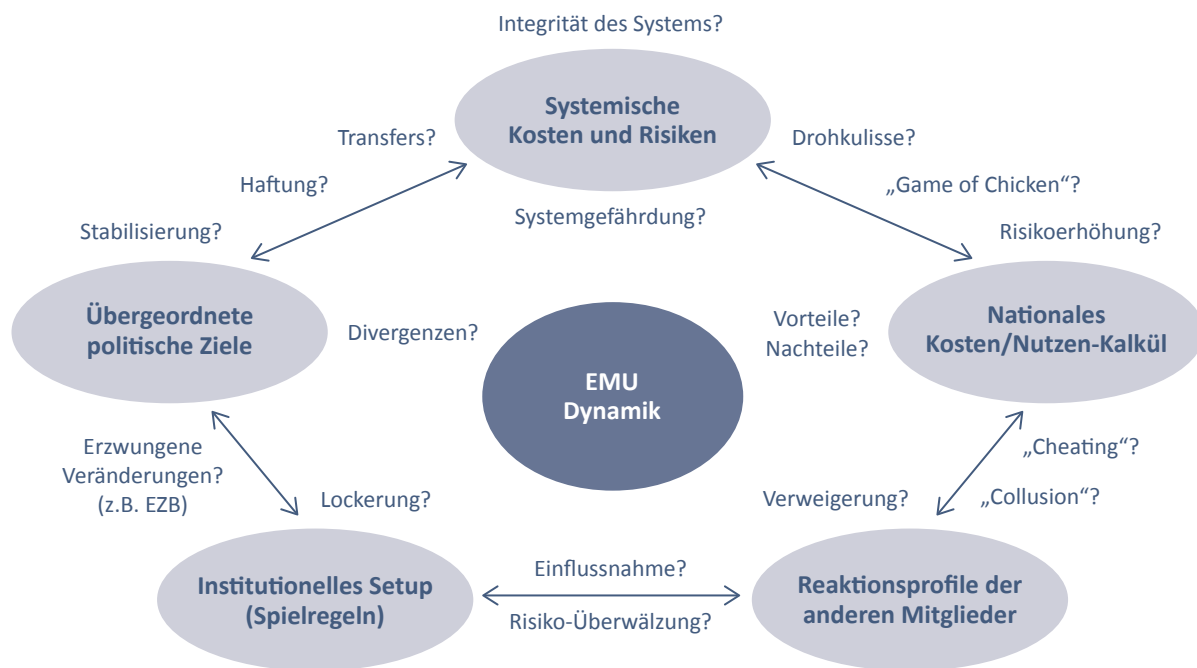 Integrität des Systems?
Systemische
Kosten und Risiken
Transfers?
Drohkulisse?
Haftung?
„Game of Chicken“?
Systemgefährdung?
Stabilisierung?
Risikoerhöhung?
Übergeordnete
politische Ziele
Divergenzen?
Vorteile?
Nachteile?
Nationales
Kosten/Nutzen-Kalkül
EMU
Dynamik
Erzwungene
Veränderungen?
(z.B. EZB)
Lockerung?
Verweigerung?
„Cheating“?
„Collusion“?
Institutionelles Setup
(Spielregeln)
Einflussnahme?
Risiko-Überwälzung?
Reaktionsprofile der
anderen Mitglieder